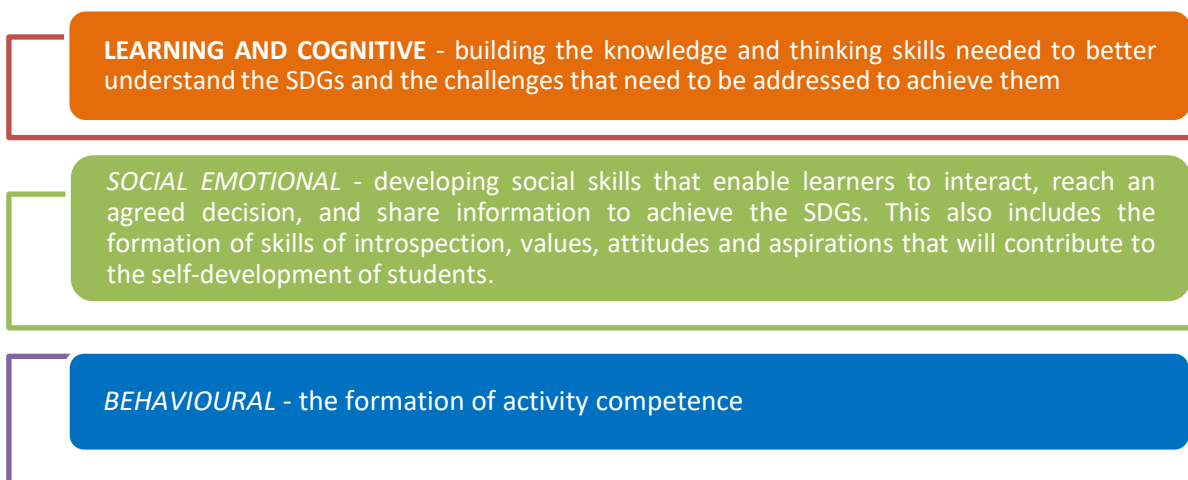 LEARNING AND COGNITIVE - building the knowledge and thinking skills needed to better
understand the SDGs and the challenges that need to be addressed to achieve them
SOCIAL EMOTIONAL - developing social skills that enable learners to interact, reach an
agreed decision, and share information to achieve the SDGs. This also includes the
formation of skills of introspection, values, attitudes and aspirations that will contribute to
the self-development of students.
BEHAVIOURAL - the formation of activity competence